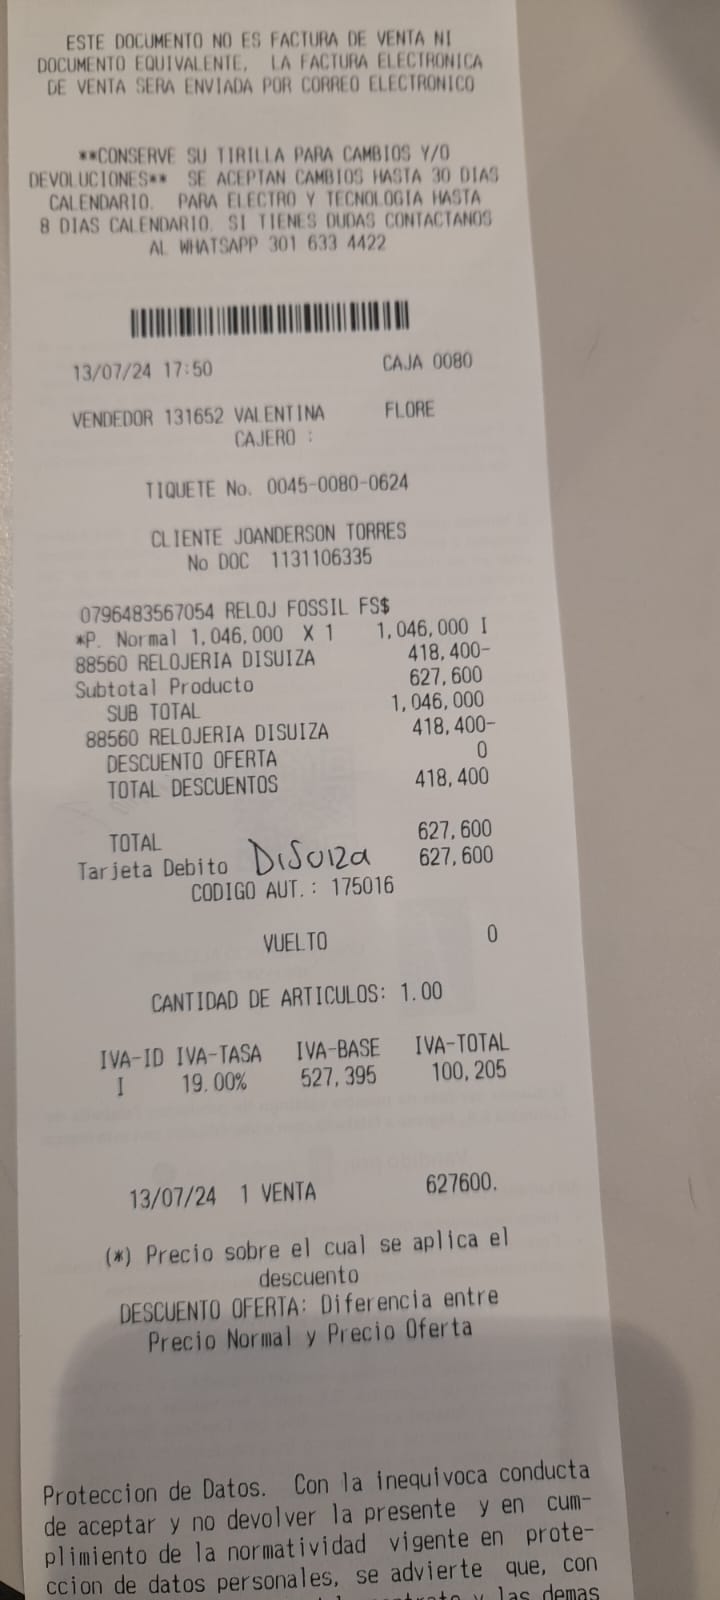 ESTE DOCUMENTO NO ES FACTURA DE VENTA NI
DOCUMENTO EQUIVALENTE, LA FACTURA ELECTRONICA
DE VENTA SERA ENVIADA POR CORREO ELECTRONICO
**CONSERVE SU TIRILLA PARA CAMBIOS Y/O
DEVOLUCIONES** SE ACEPTAN CAMBIOS HASTA 30 DIAS
CALENDARIO. PARA ELECTRO Y TECNOLOGIA HASTA
8 DIAS CALENDARIO. SI TIENES DUDAS CONTACTANOS
AL WHATSAPP 301 633 4422
13/07/24 17:50 CAJA 0080
VENDEDOR 131652 VALENTINA FLORE
CAJERO :
TIQUETE No. 0045-0080-0624
CLIENTE JOANDERSON TORRES
No DOC 1131106335
0796483567054 RELOJ FOSSIL FS$
*P. Normal 1,046,000 X 1 1,046,000 I
88560 RELOJERIA DISUIZA 418,400-
Subtotal Producto 627,600
SUB TOTAL 1,046,000
88560 RELOJERIA DISUIZA 418,400-
DESCUENTO OFERTA 0
TOTAL DESCUENTOS 418,400
TOTAL 627,600
Tarjeta Debito Disuiza 627,600
CODIGO AUT.: 175016
VUELTO 0
CANTIDAD DE ARTICULOS: 1.00
IVA-ID IVA-TASA IVA-BASE IVA-TOTAL
I 19.00% 527,395 100,205
13/07/24 1 VENTA 627600.
(*) Precio sobre el cual se aplica el
descuento
DESCUENTO OFERTA: Diferencia entre
Precio Normal y Precio Oferta
Proteccion de Datos. Con la inequivoca conducta
de aceptar y no devolver la presente y en cum-
plimiento de la normatividad vigente en prote-
ccion de datos personales, se advierte que, con
y las demas